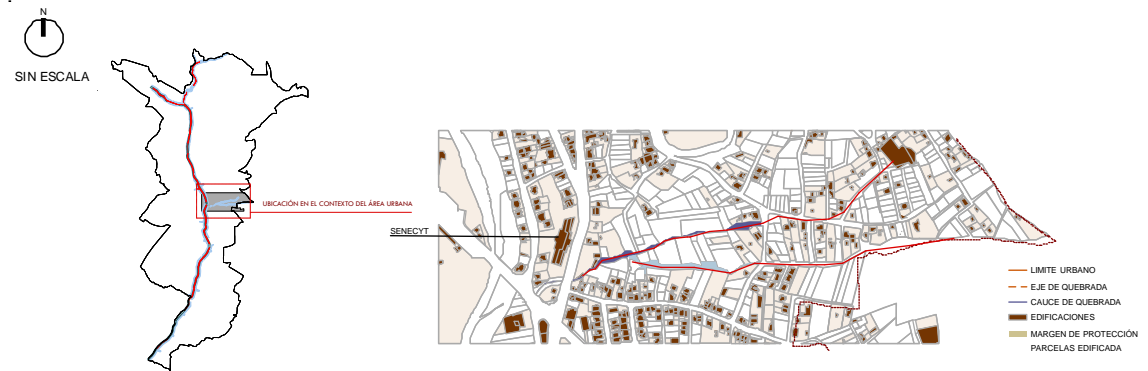 N
SIN ESCALA
UBICACIÓN EN EL CONTEXTO DEL ÁREA URBANA
SENECYT
LIMITE URBANO
EJE DE QUEBRADA
CAUCE DE QUEBRADA
EDIFICACIONES
MARGEN DE PROTECCIÓN
PARCELAS EDIFICADA